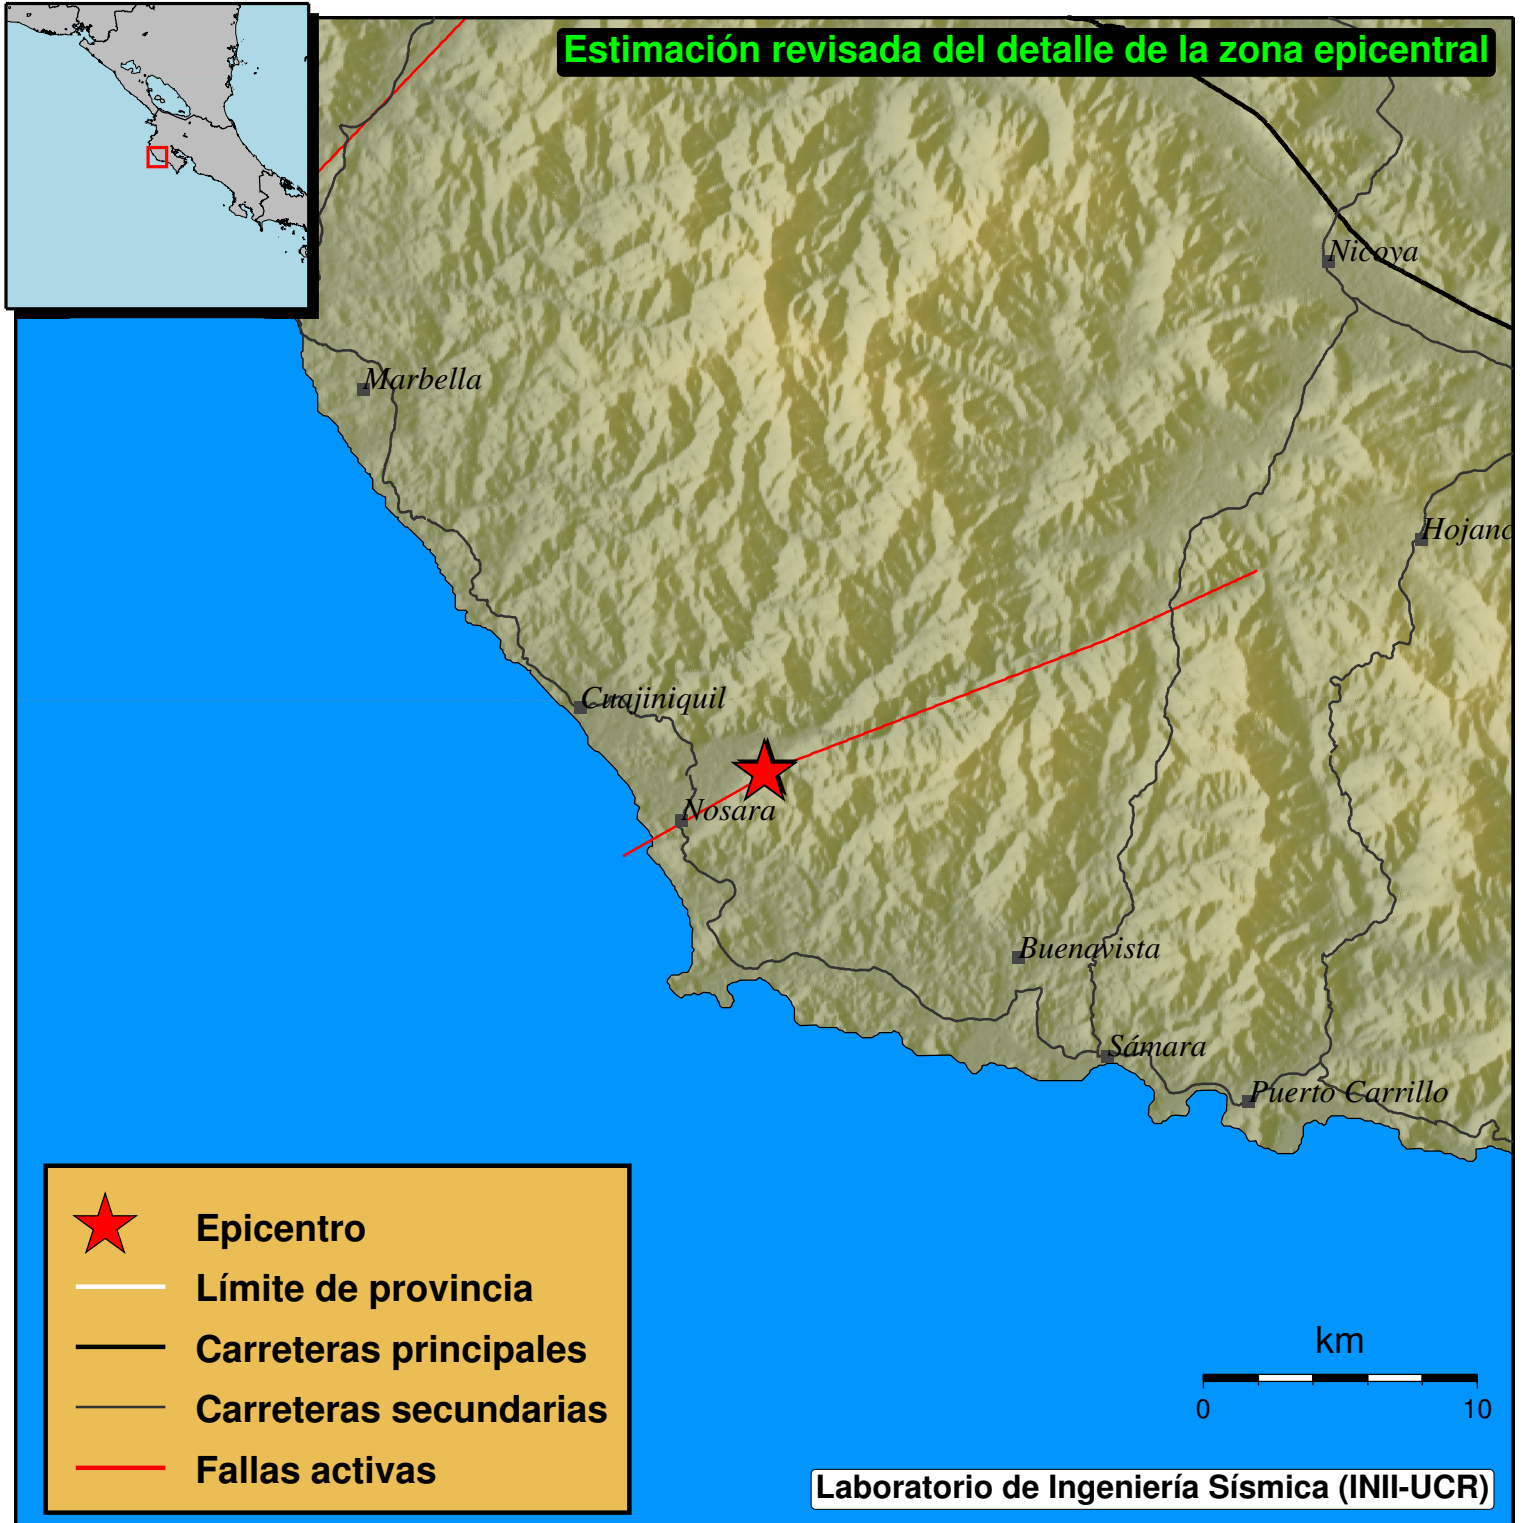 Estimación revisada del detalle de la zona epicentral
Nicoya
Marbella
Hojanc
Cuajiniquil
Nosara
Buenavista
Sámara
Puerto Carrillo
Epicentro
Límite de provincia
Carreteras principales
Carreteras secundarias
Fallas activas
km
0 10
Laboratorio de Ingeniería Sísmica (INII-UCR)